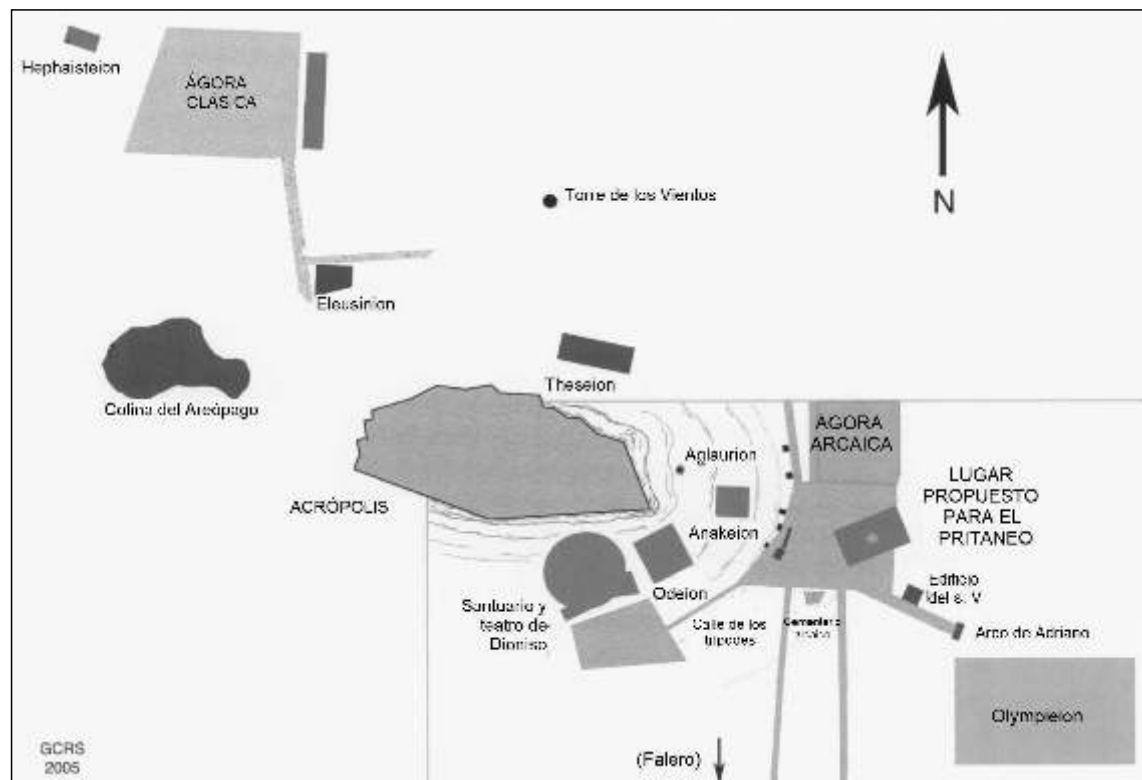 Hephaisteion
ÁGORA
CLÁSICA
Torre de los Vientos
N
Eleusinion
Colina del Areópago
Theseion
ÁGORA
ARCAICA
Aglaurion
LUGAR
PROPUESTO
PARA EL
PRITANEO
ACRÓPOLIS
Anakeion
Odeion
Edificio
del s. V
Santuario y
teatro de
Dioniso
Calle de los
trípodes
Cementerio
Arco de Adriano
Olympieion
GCRS
2005
(Falero)